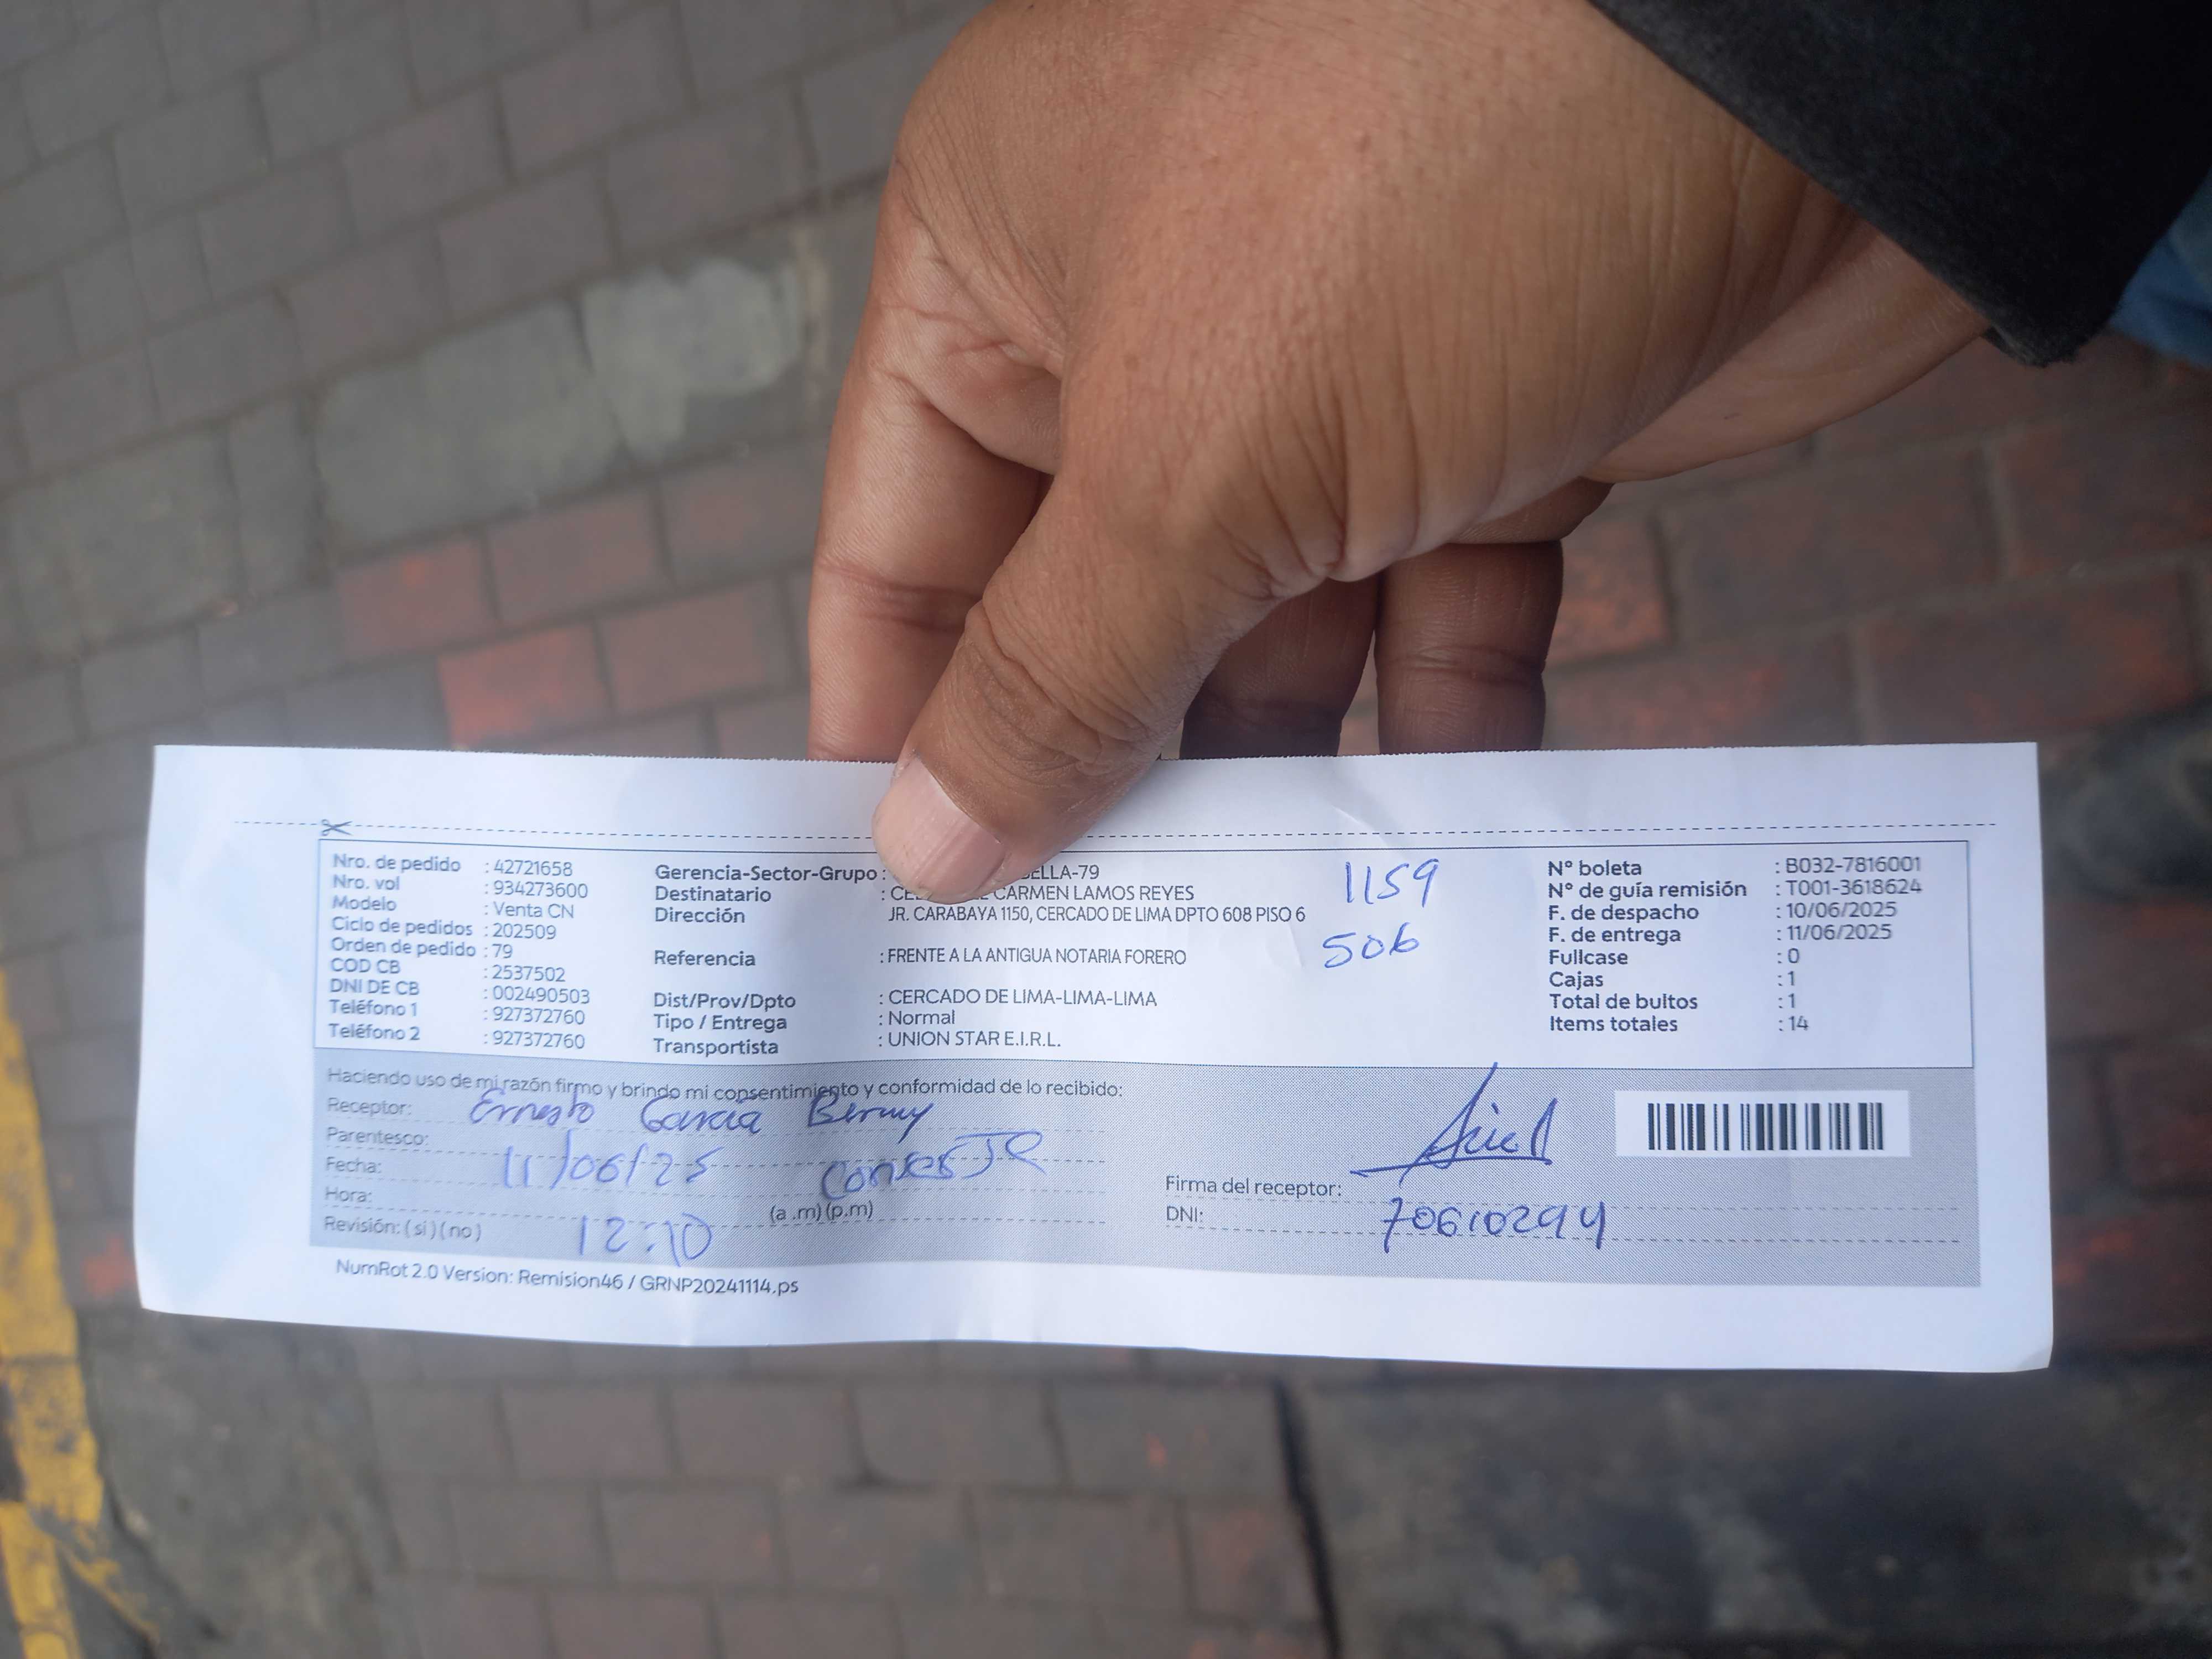 Nro. de pedido : 42721658
Nro. vol : 934273600
Modelo : Venta CN
Ciclo de pedidos : 202509
Orden de pedido : 79
COD CB : 2537502
DNI DE CB : 002490503
Teléfono 1 : 927372760
Teléfono 2 : 927372760
Gerencia-Sector-Grupo : ELLA-79
Destinatario : CARMEN LAMOS REYES
Dirección JR. CARABAYA 1150, CERCADO DE LIMA DPTO 608 PISO 6
Referencia : FRENTE A LA ANTIGUA NOTARIA FORERO
Dist/Prov/Dpto : CERCADO DE LIMA-LIMA-LIMA
Tipo / Entrega : Normal
Transportista : UNION STAR E.I.R.L.
1159
506
N° boleta : B032-7816001
N° de guía remisión : T001-3618624
F. de despacho : 10/06/2025
F. de entrega : 11/06/2025
Fullcase : 0
Cajas : 1
Total de bultos : 1
Items totales : 14
Haciendo uso de mi razón firmo y brindo mi consentimiento y conformidad de lo recibido:
Receptor: Ernesto Garcia
Parentesco:
Fecha: 11/06/25 ConserJe
Hora: (a .m) (p.m)
Revisión: ( si ) ( no ) 12:10
Firma del receptor:
DNI: 70610294
NumRot 2.0 Version: Remision46 / GRNP20241114.ps